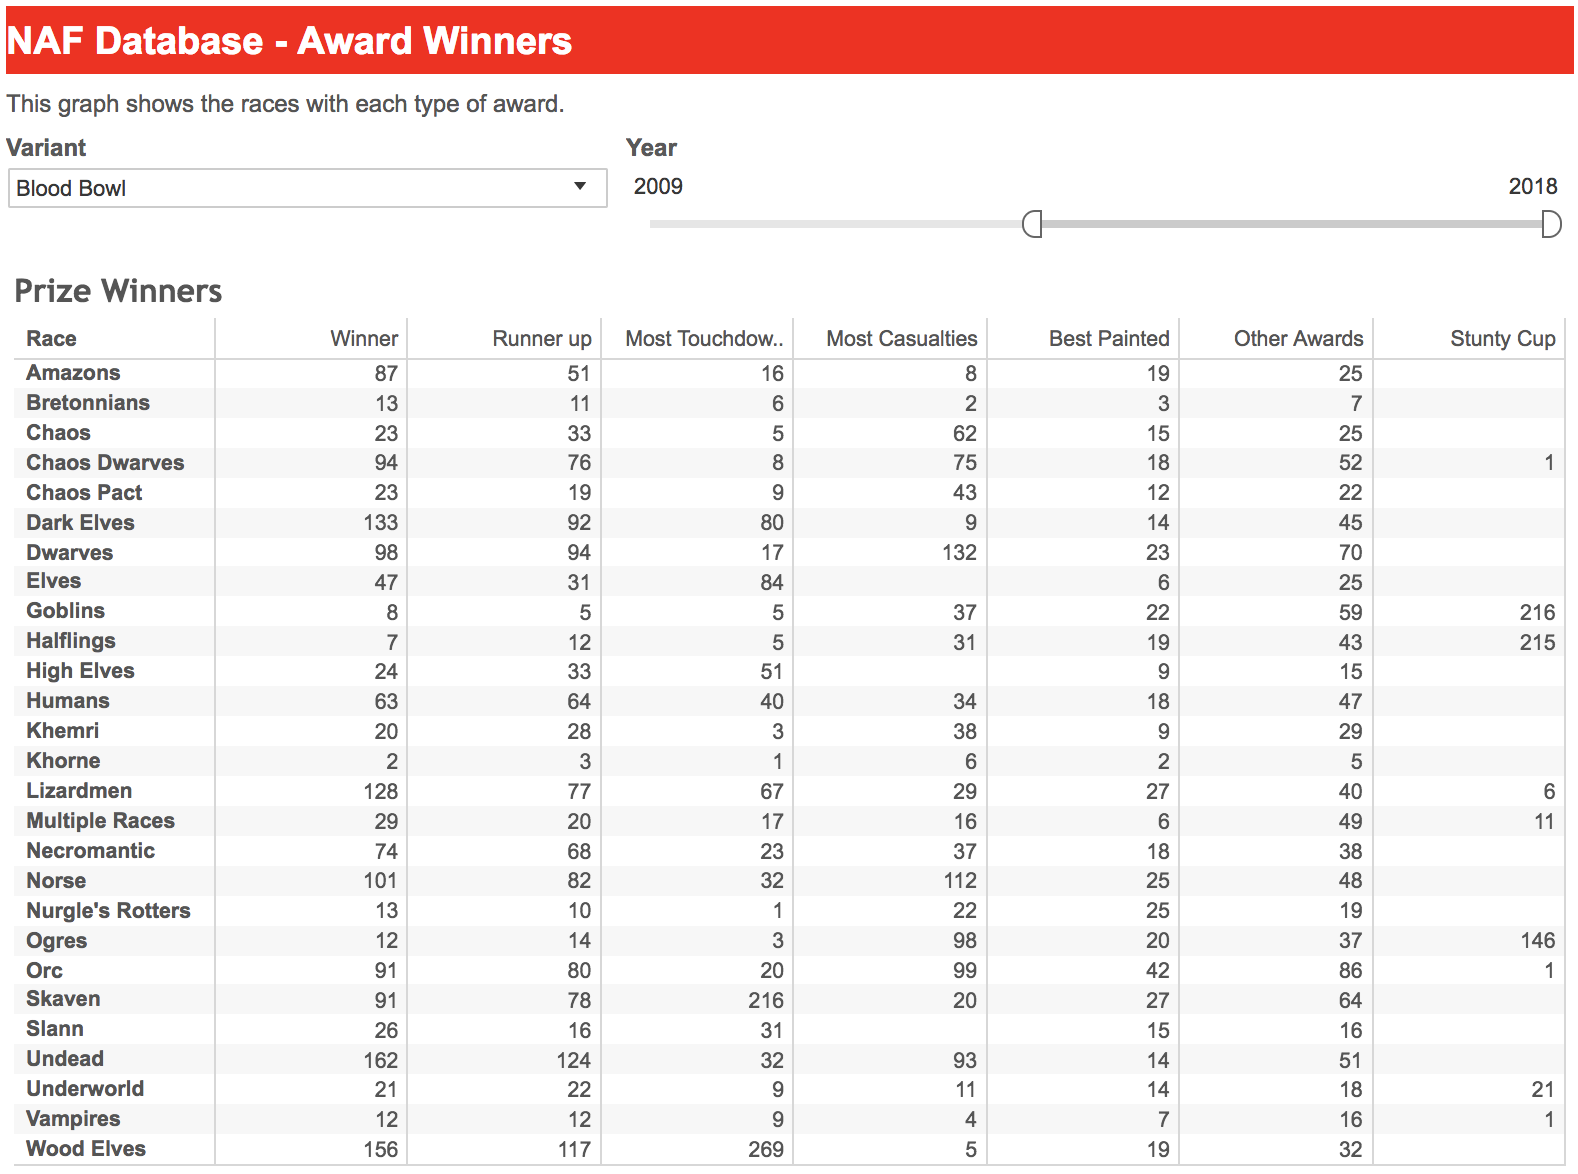 NAF Database - Award Winners
This graph shows the races with each type of award.
Variant Year
Blood Bowl 2009 2018
Prize Winners
Race Winner Runner up Most Touchdow.. Most Casualties Best Painted Other Awards Stunty Cup
Amazons 87 51 16 8 19 25
Bretonnians 13 11 6 2 3 7
Chaos 23 33 5 62 15 25
Chaos Dwarves 94 76 8 75 18 52 1
Chaos Pact 23 19 9 43 12 22
Dark Elves 133 92 80 9 14 45
Dwarves 98 94 17 132 23 70
Elves 47 31 84 6 25
Goblins 8 5 5 37 22 59 216
Halflings 7 12 5 31 19 43 215
High Elves 24 33 51 9 15
Humans 63 64 40 34 18 47
Khemri 20 28 3 38 9 29
Khorne 2 3 1 6 2 5
Lizardmen 128 77 67 29 27 40 6
Multiple Races 29 20 17 16 6 49 11
Necromantic 74 68 23 37 18 38
Norse 101 82 32 112 25 48
Nurgle's Rotters 13 10 1 22 25 19
Ogres 12 14 3 98 20 37 146
Orc 91 80 20 99 42 86 1
Skaven 91 78 216 20 27 64
Slann 26 16 31 15 16
Undead 162 124 32 93 14 51
Underworld 21 22 9 11 14 18 21
Vampires 12 12 9 4 7 16 1
Wood Elves 156 117 269 5 19 32